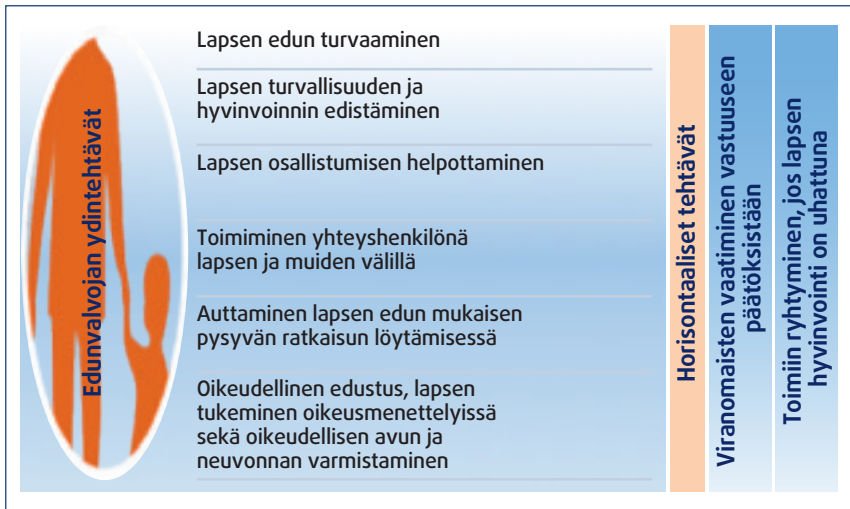 Edunvalvojan ydintehtävät
Lapsen edun turvaaminen
Lapsen turvallisuuden ja
hyvinvoinnin edistäminen
Lapsen osallistumisen helpottaminen
Toimiminen yhteyshenkilönä
lapsen ja muiden välillä
Auttaminen lapsen edun mukaisen
pysyvän ratkaisun löytämisessä
Oikeudellinen edustus, lapsen
tukeminen oikeusmenettelyissä
sekä oikeudellisen avun ja
neuvonnan varmistaminen
Horisontaaliset tehtävät
Viranomaisten vaatiminen vastuuseen
päätöksistään
Toimiin ryhtyminen, jos lapsen
hyvinvointi on uhattuna